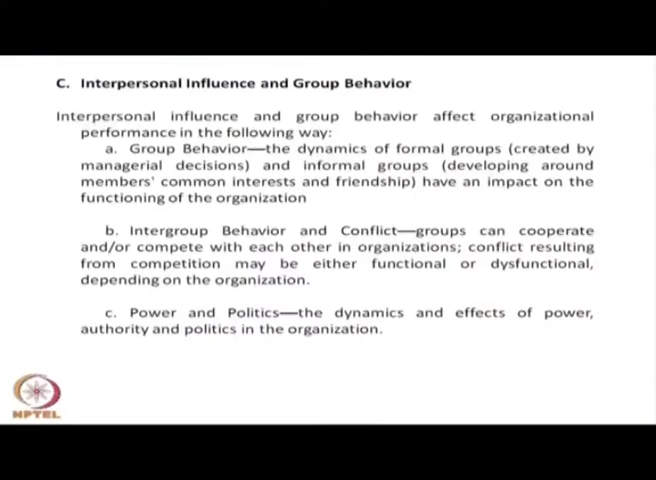 C. Interpersonal Influence and Group Behavior
Interpersonal influence and group behavior affect organizational
performance in the following way:
a. Group Behavior—the dynamics of formal groups (created by
managerial decisions) and informal groups (developing around
members' common interests and friendship) have an impact on the
functioning of the organization
b. Intergroup Behavior and Conflict—groups can cooperate
and/or compete with each other in organizations; conflict resulting
from competition may be either functional or dysfunctional,
depending on the organization.
c. Power and Politics—the dynamics and effects of power,
authority and politics in the organization.
NPTEL